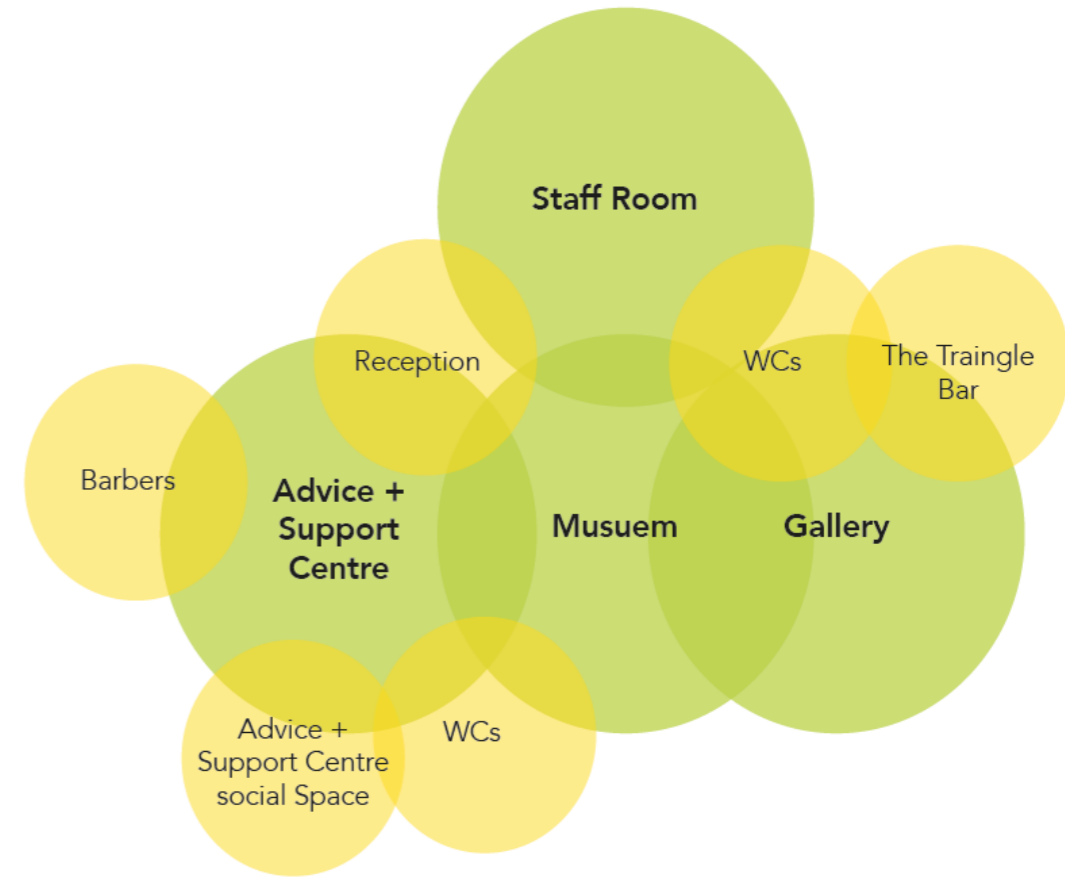 Staff Room
Reception
WCs
The Traingle
Bar
Barbers
Advice +
Support
Centre
Musuem
Gallery
Advice +
Support Centre
social Space
WCs